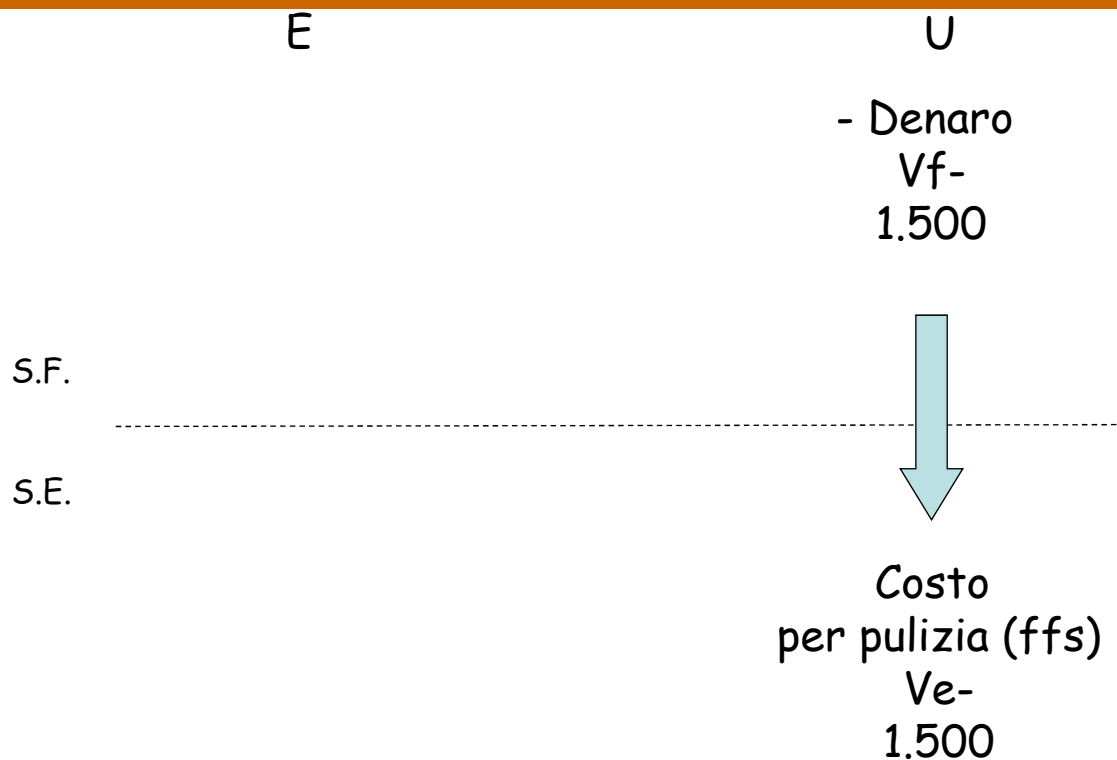 E
U
- Denaro
Vf-
1.500
S.F.
S.E.
Costo
per pulizia (ffs)
Ve-
1.500